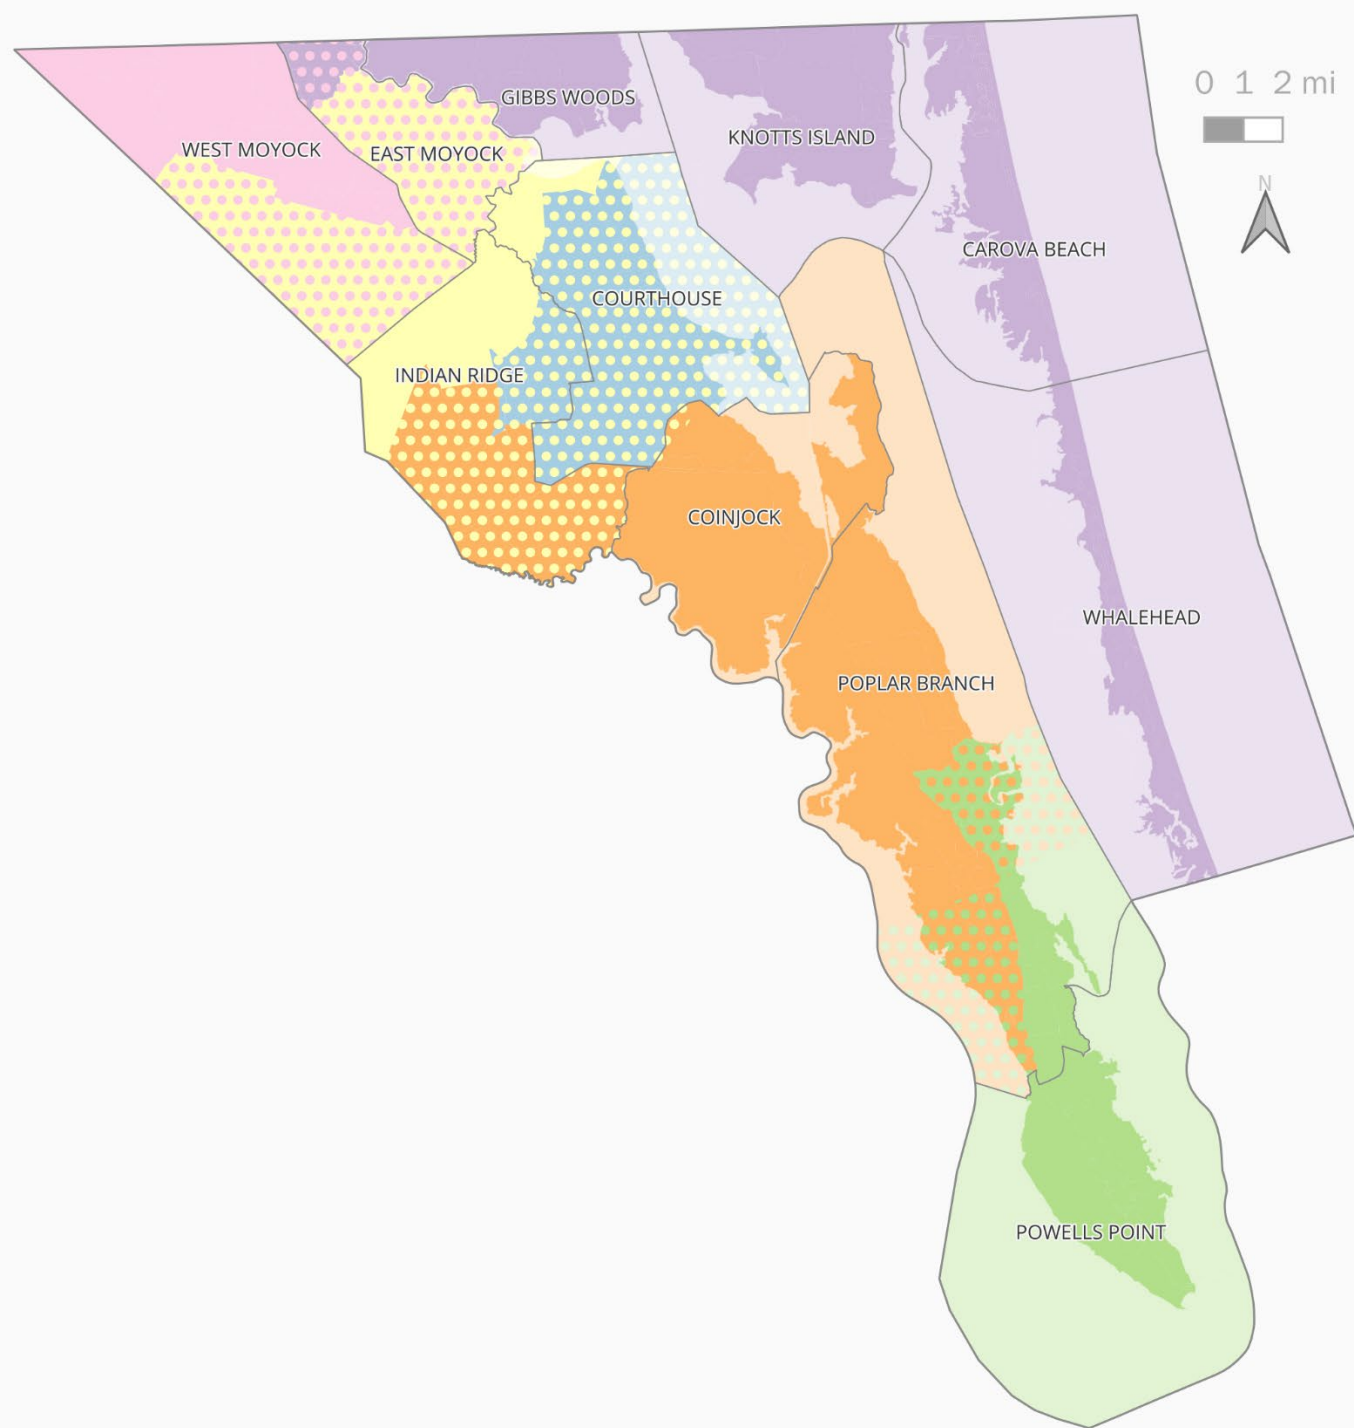 0 1 2 mi
GIBBS WOODS
KNOTTS ISLAND
WEST MOYOCK
EAST MOYOCK
N
CAROVA BEACH
COURTHOUSE
INDIAN RIDGE
COINJOCK
WHALEHEAD
POPLAR BRANCH
POWELLS POINT